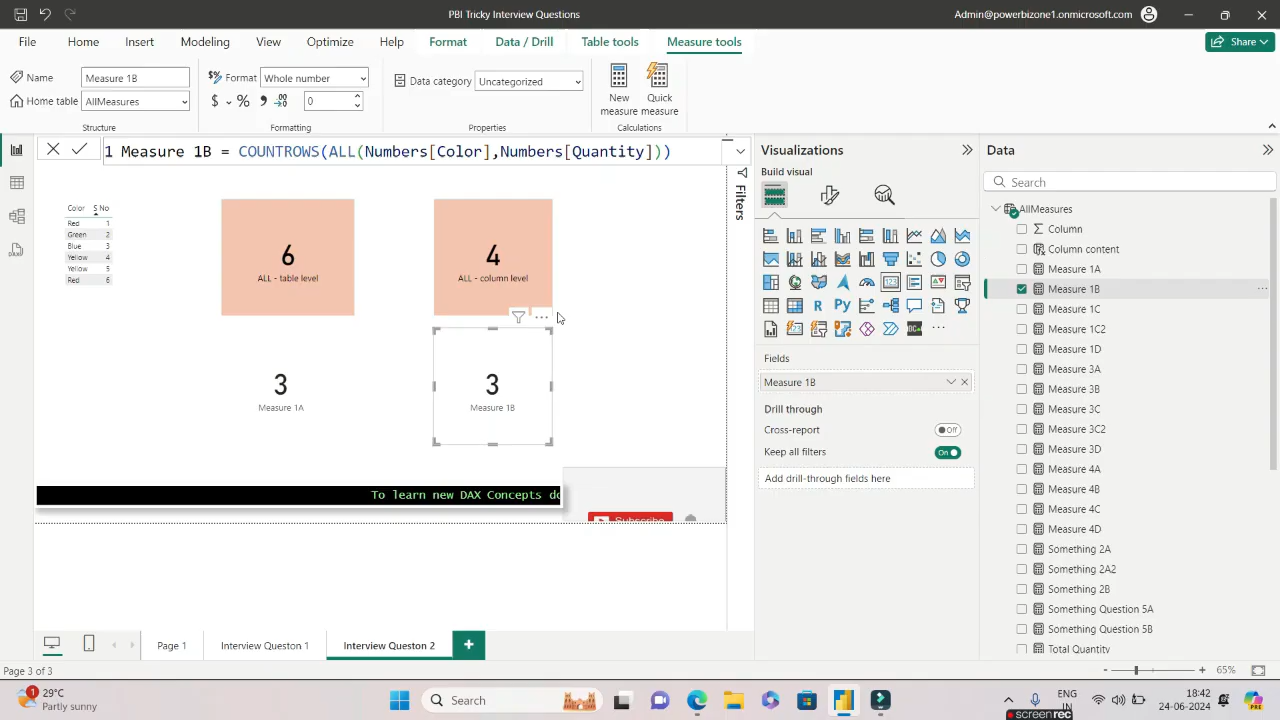 PBI Tricky Interview Questions
Admin@powerbizone1.onmicrosoft.com
File Home Insert Modeling View Optimize Help Format Data / Drill Table tools Measure tools
Share
Name Measure 1B
Home table AllMeasures
Structure
Format Whole number
$ % 0
Formatting
Data category Uncategorized
Properties
New measure
Quick measure
Calculations
1 Measure 1B = COUNTROWS(ALL(Numbers[Color],Numbers[Quantity]))
Color S No
Red 1
Green 2
Blue 3
Yellow 4
Yellow 5
Red 6
6
ALL - table level
4
ALL - column level
3
Measure 1A
3
Measure 1B
To learn new DAX Concepts do
Subscribe
Filters
Visualizations
Build visual
R Py
Fields
Measure 1B
Drill through
Cross-report Off
Keep all filters On
Add drill-through fields here
Data
Search
AllMeasures
Column
Column content
Measure 1A
Measure 1B
Measure 1C
Measure 1C2
Measure 1D
Measure 3A
Measure 3B
Measure 3C
Measure 3C2
Measure 3D
Measure 4A
Measure 4B
Measure 4C
Measure 4D
Something 2A
Something 2A2
Something 2B
Something Question 5A
Something Question 5B
Total Quantity
Page 1
Interview Queston 1
Interview Queston 2
Page 3 of 3
65%
1
29°C
Partly sunny
Search
ENG
IN
18:42
24-06-2024
screenrec